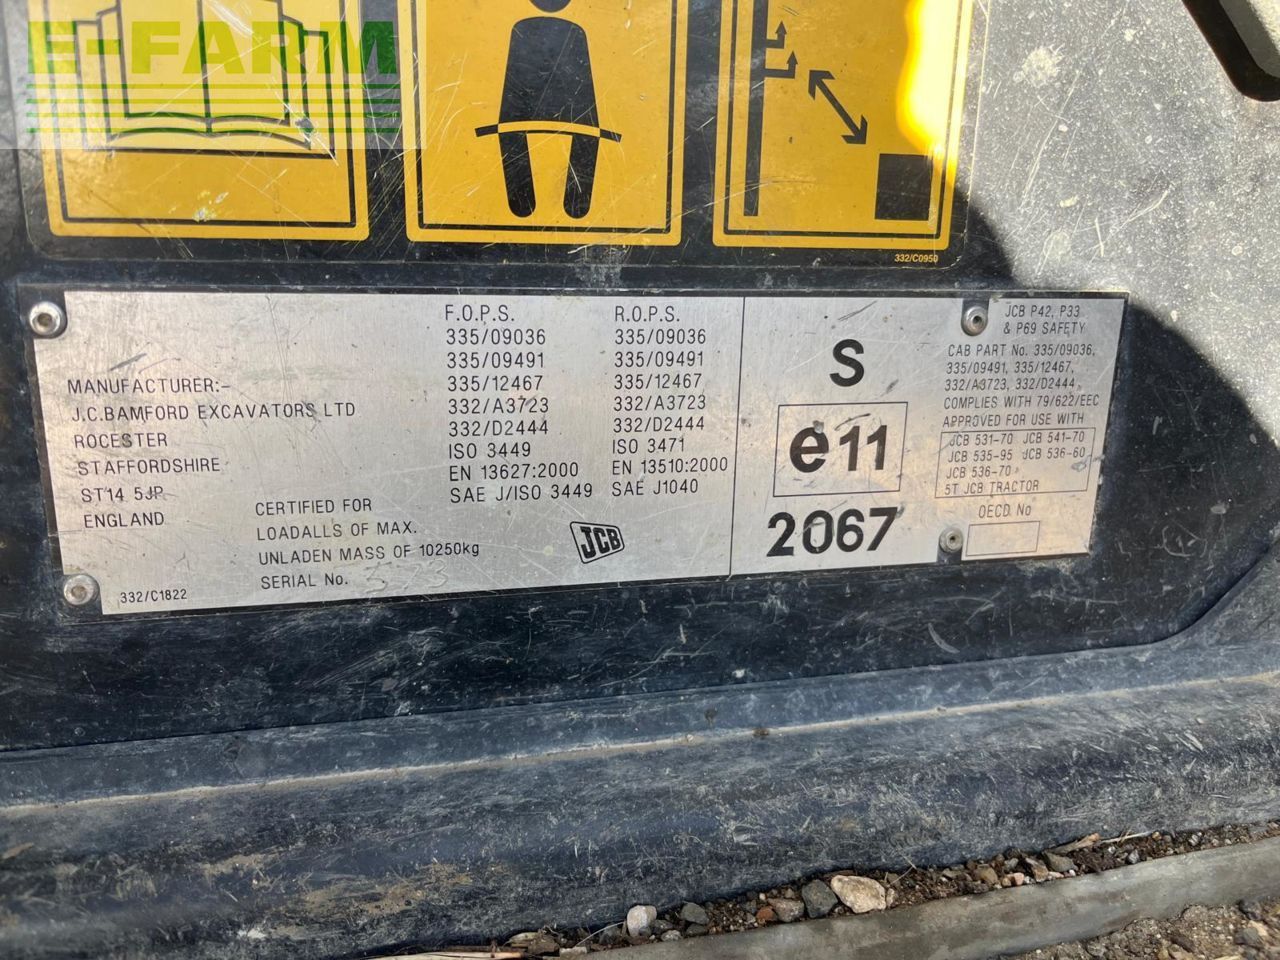 E-FARM
332/C0950
MANUFACTURER:-
J.C.BAMFORD EXCAVATORS LTD
ROCESTER
STAFFORDSHIRE
ST14 5JP
ENGLAND
332/C1822
CERTIFIED FOR
LOADALLS OF MAX.
UNLADEN MASS OF 10250kg
SERIAL No.
F.O.P.S.
335/09036
335/09491
335/12467
332/A3723
332/D2444
ISO 3449
EN 13627:2000
SAE J/ISO 3449
R.O.P.S.
335/09036
335/09491
335/12467
332/A3723
332/D2444
ISO 3471
EN 13510:2000
SAE J1040
JCB
S
e11
2067
JCB P42, P33
& P69 SAFETY
CAB PART No. 335/09036,
335/09491, 335/12467,
332/A3723, 332/D2444
COMPLIES WITH 79/622/EEC
APPROVED FOR USE WITH
JCB 531-70 JCB 541-70
JCB 535-95 JCB 536-60
JCB 536-70
5T JCB TRACTOR
OECD. No